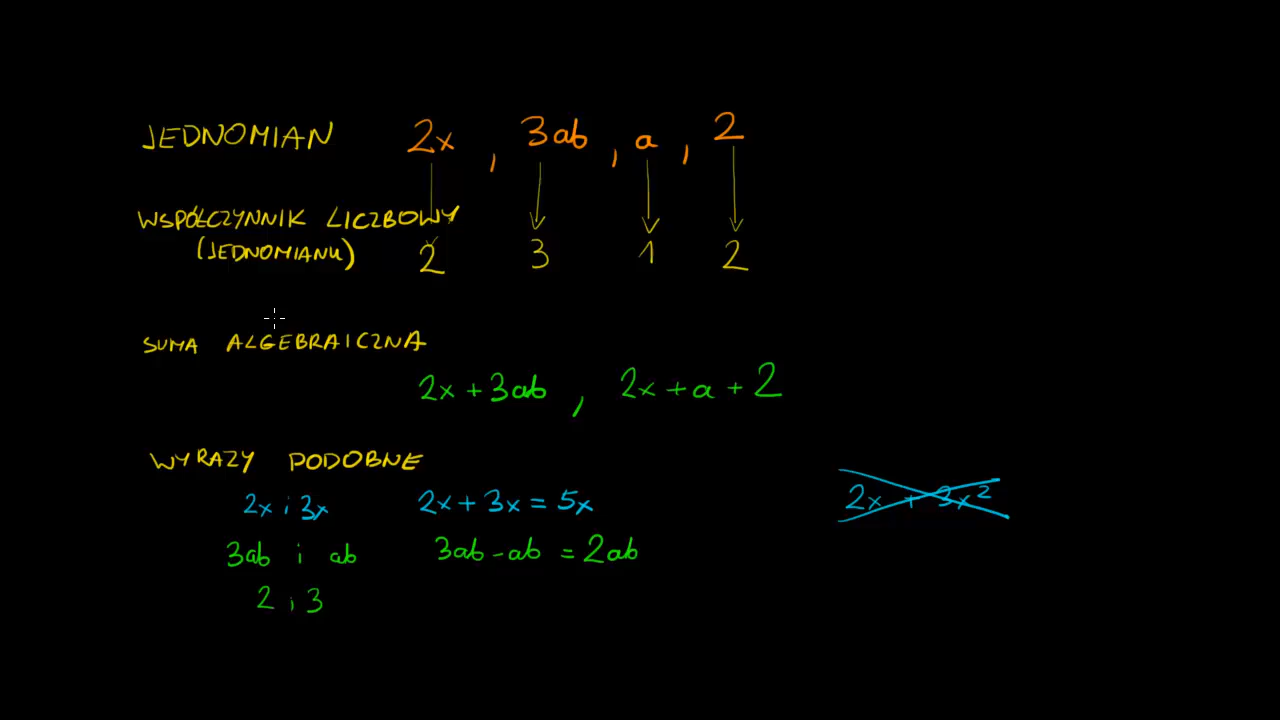 JEDNOMIAN 2x , 3ab , a , 2
WSPÓŁCZYNNIK LICZBOWY
(JEDNOMIANU) 2 3 1 2
SUMA ALGEBRAICZNA
2x + 3ab , 2x + a + 2
WYRAZY PODOBNE
2x i 3x 2x + 3x = 5x 2x + 3x²
3ab i ab 3ab - ab = 2ab
2 i 3